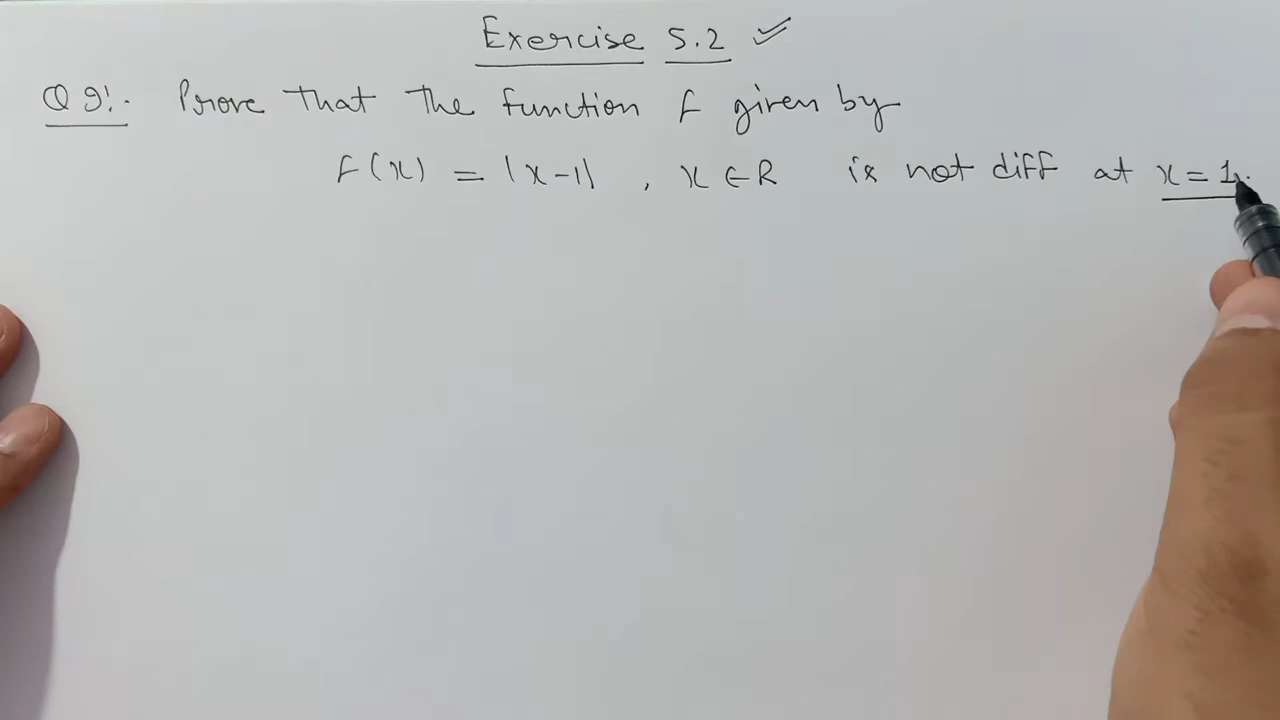 Exercise 5.2 ✓
Q 9:. Prove that the function f given by
f(x) = |x-1| , x ∈ R is not diff at x = 1.